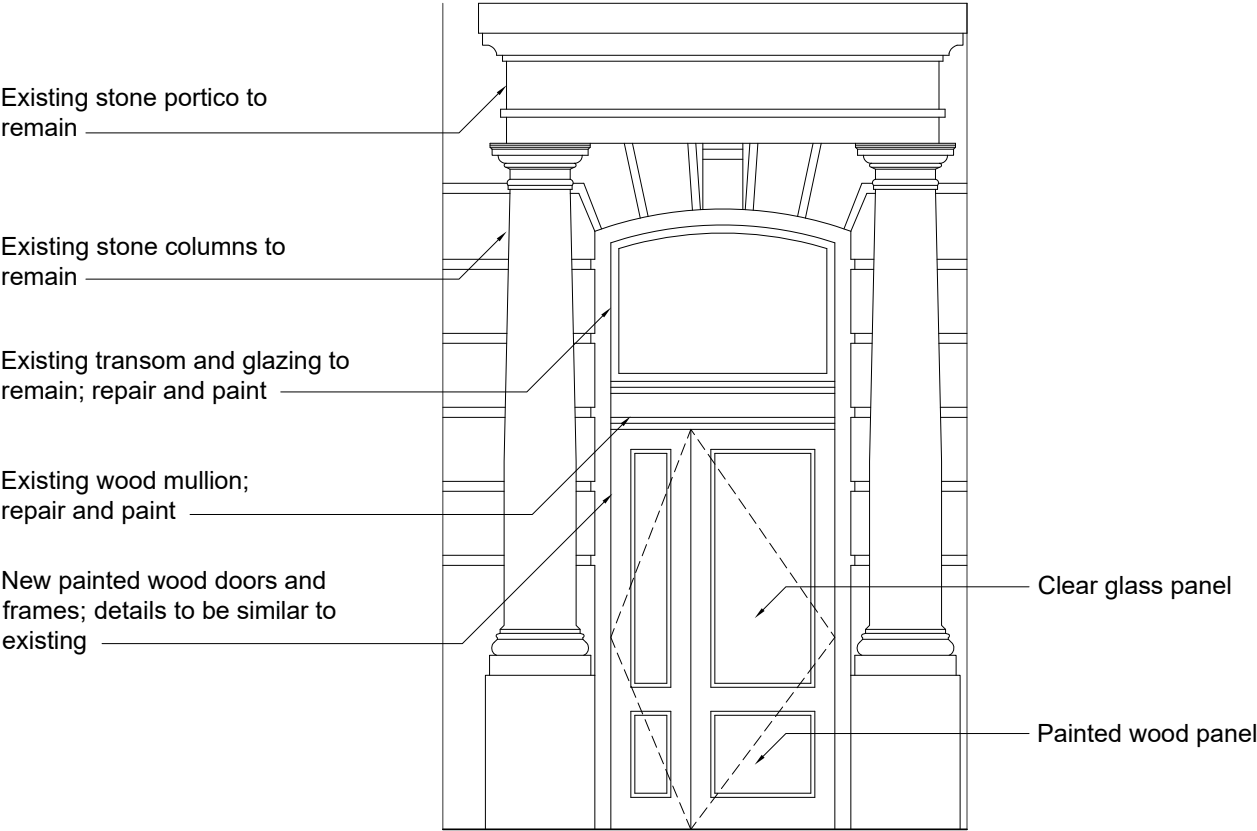 Existing stone portico to
remain
Existing stone columns to
remain
Existing transom and glazing to
remain; repair and paint
Existing wood mullion;
repair and paint
New painted wood doors and
frames; details to be similar to
existing
Clear glass panel
Painted wood panel